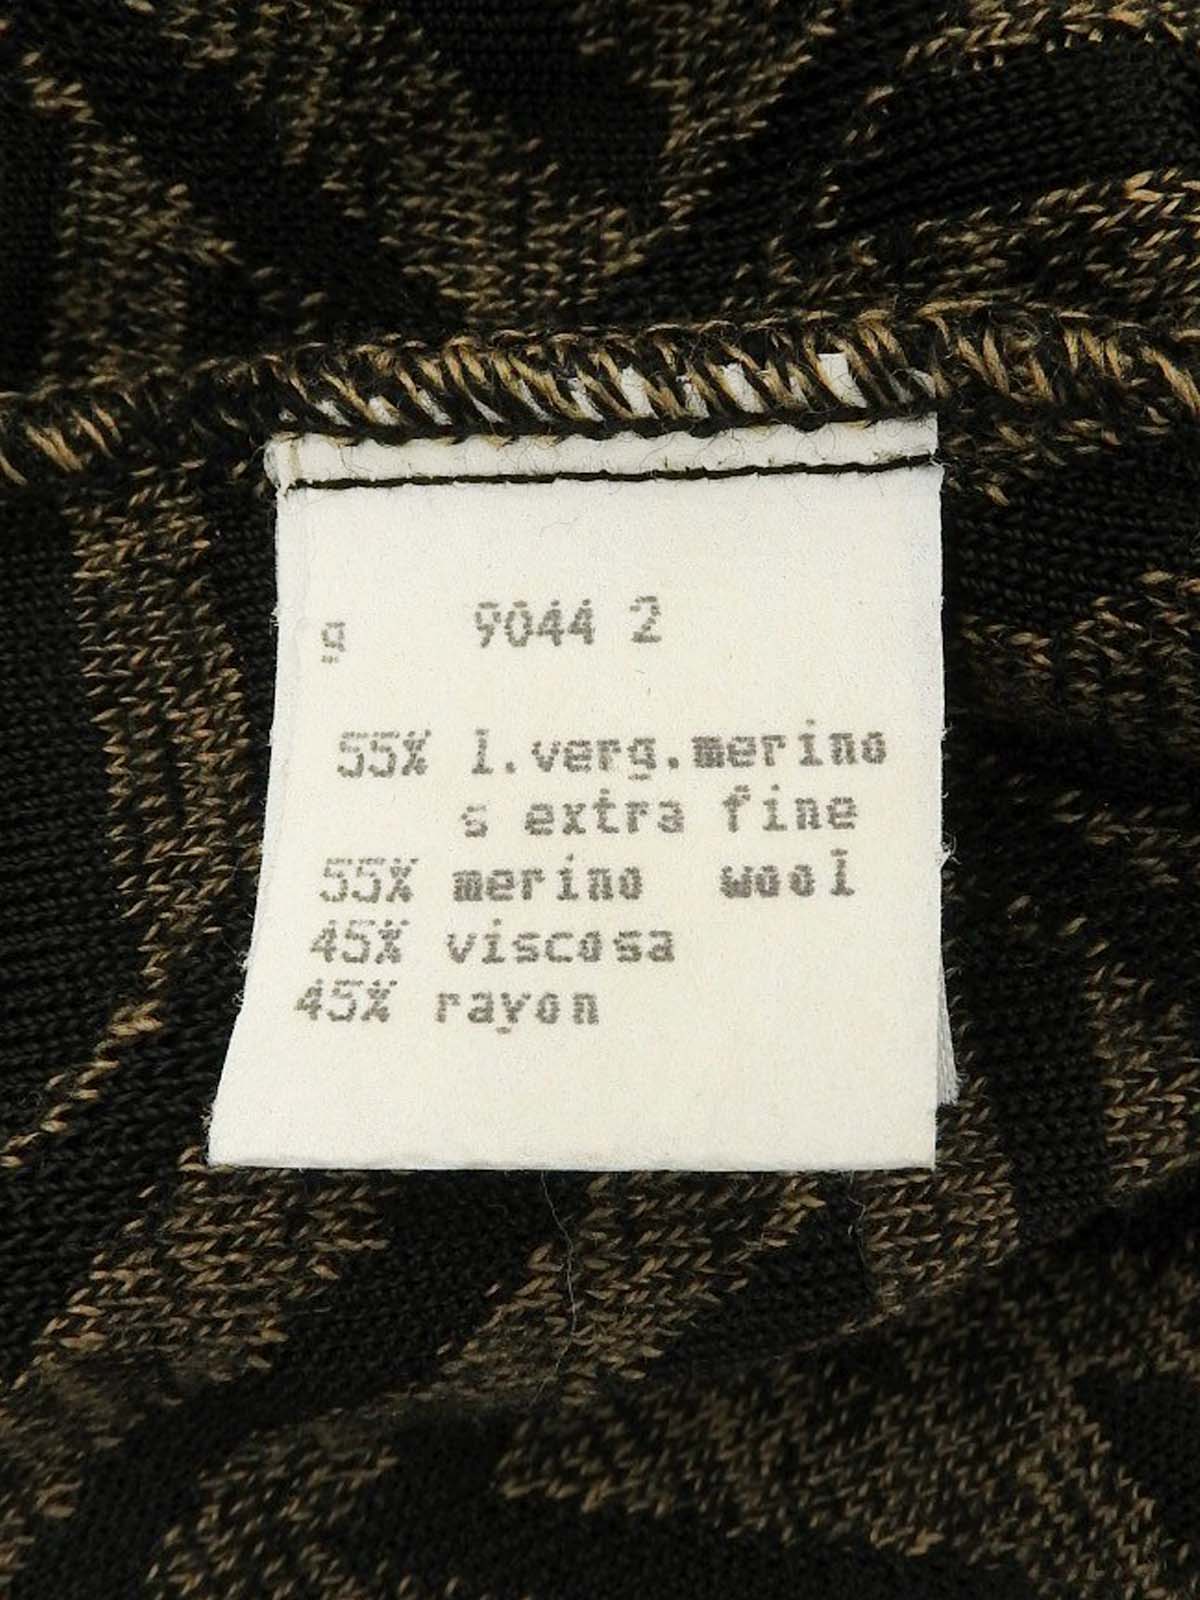 g 9044 2
55% l.verg.merino
s extra fine
55% merino wool
45% viscosa
45% rayon